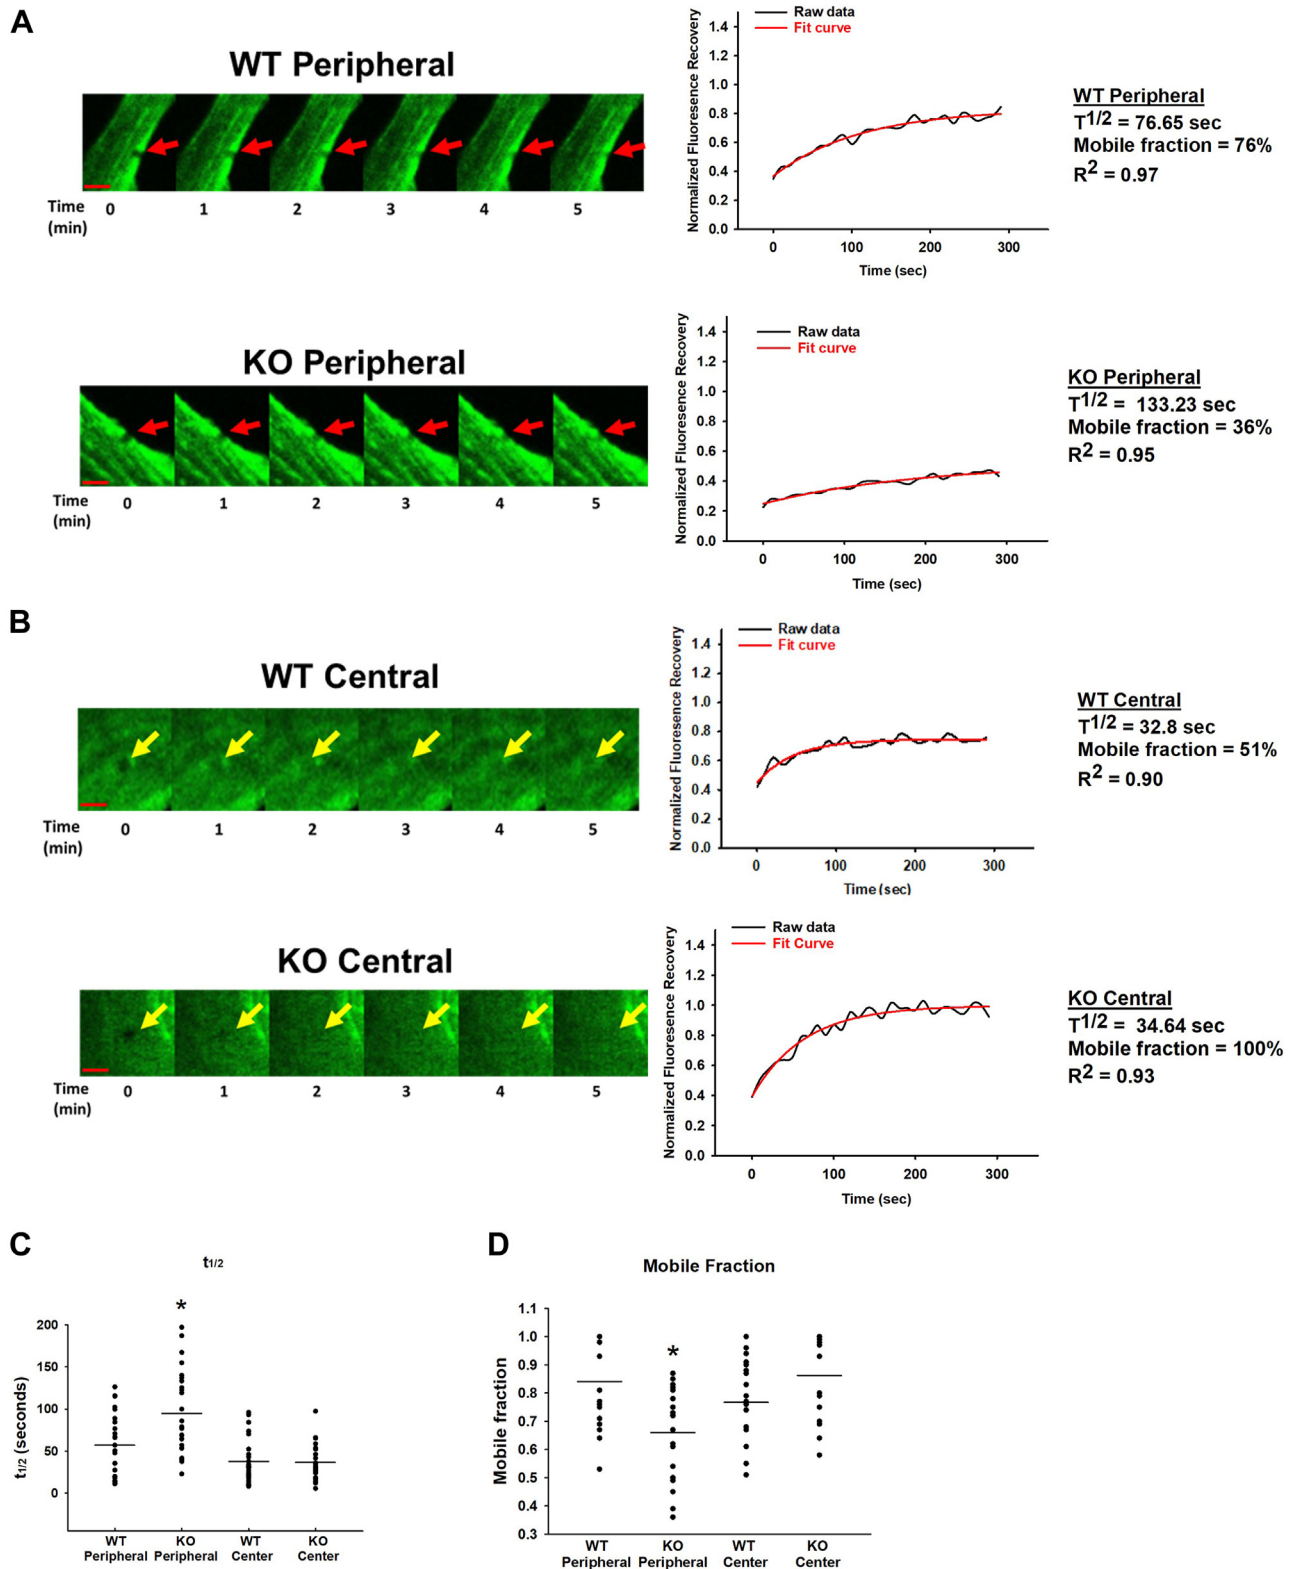 A
WT Peripheral
Time
(min)
0 1 2 3 4 5
Raw data
Fit curve
Normalized Fluoresence Recovery
1.4
1.2
1.0
0.8
0.6
0.4
0.2
0.0
0 100 200 300
Time (sec)
WT Peripheral
T1/2 = 76.65 sec
Mobile fraction = 76%
R2 = 0.97
KO Peripheral
Time
(min)
0 1 2 3 4 5
Raw data
Fit curve
Normalized Fluoresence Recovery
1.4
1.2
1.0
0.8
0.6
0.4
0.2
0.0
0 100 200 300
Time (sec)
KO Peripheral
T1/2 = 133.23 sec
Mobile fraction = 36%
R2 = 0.95
B
WT Central
Time
(min)
0 1 2 3 4 5
Raw data
Fit curve
Normalized Fluoresence Recovery
1.4
1.2
1.0
0.8
0.6
0.4
0.2
0.0
0 100 200 300
Time (sec)
WT Central
T1/2 = 32.8 sec
Mobile fraction = 51%
R2 = 0.90
KO Central
Time
(min)
0 1 2 3 4 5
Raw data
Fit Curve
Normalized Fluoresence Recovery
1.4
1.2
1.0
0.8
0.6
0.4
0.2
0.0
0 100 200 300
Time (sec)
KO Central
T1/2 = 34.64 sec
Mobile fraction = 100%
R2 = 0.93
C
t1/2
*
t1/2 (seconds)
200
150
100
50
0
WT Peripheral
KO Peripheral
WT Center
KO Center
D
Mobile Fraction
*
Mobile fraction
1.1
1.0
0.9
0.8
0.7
0.6
0.5
0.4
0.3
WT Peripheral
KO Peripheral
WT Center
KO Center